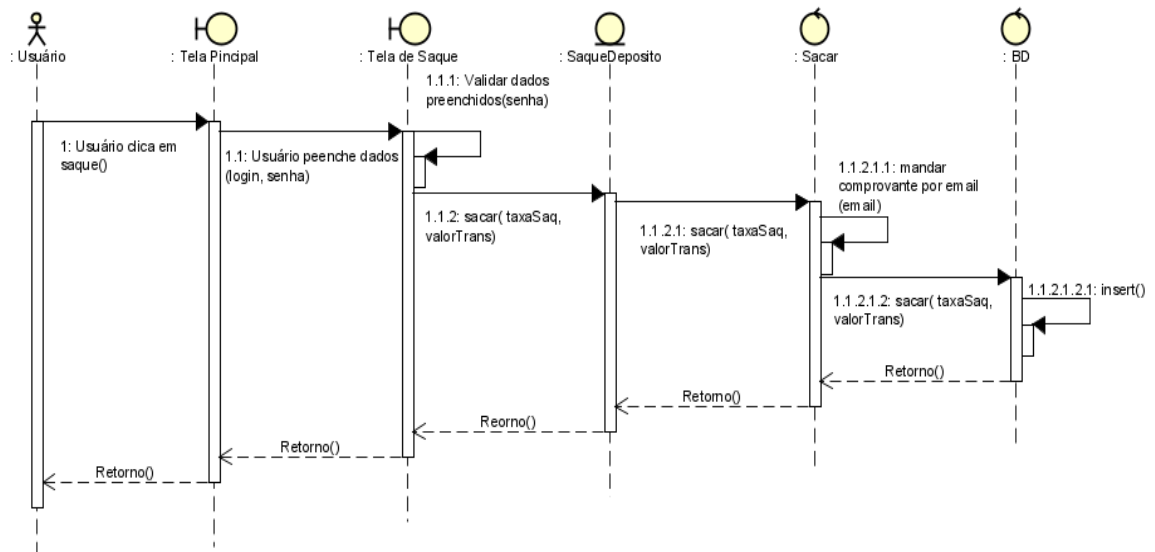 : Usuário
: Tela Pincipal
: Tela de Saque
: SaqueDeposito
: Sacar
: BD
1.1.1: Validar dados
preenchidos(senha)
1: Usuário clica em
saque()
1.1: Usuário peenche dados
(login, senha)
1.1.2: sacar( taxaSaq,
valorTrans)
1.1.2.1: sacar( taxaSaq,
valorTrans)
1.1.2.1.1: mandar
comprovante por email
(email)
1.1.2.1.2: sacar( taxaSaq,
valorTrans)
1.1.2.1.2.1: insert()
Retorno()
Retorno()
Reorno()
Retorno()
Retorno()